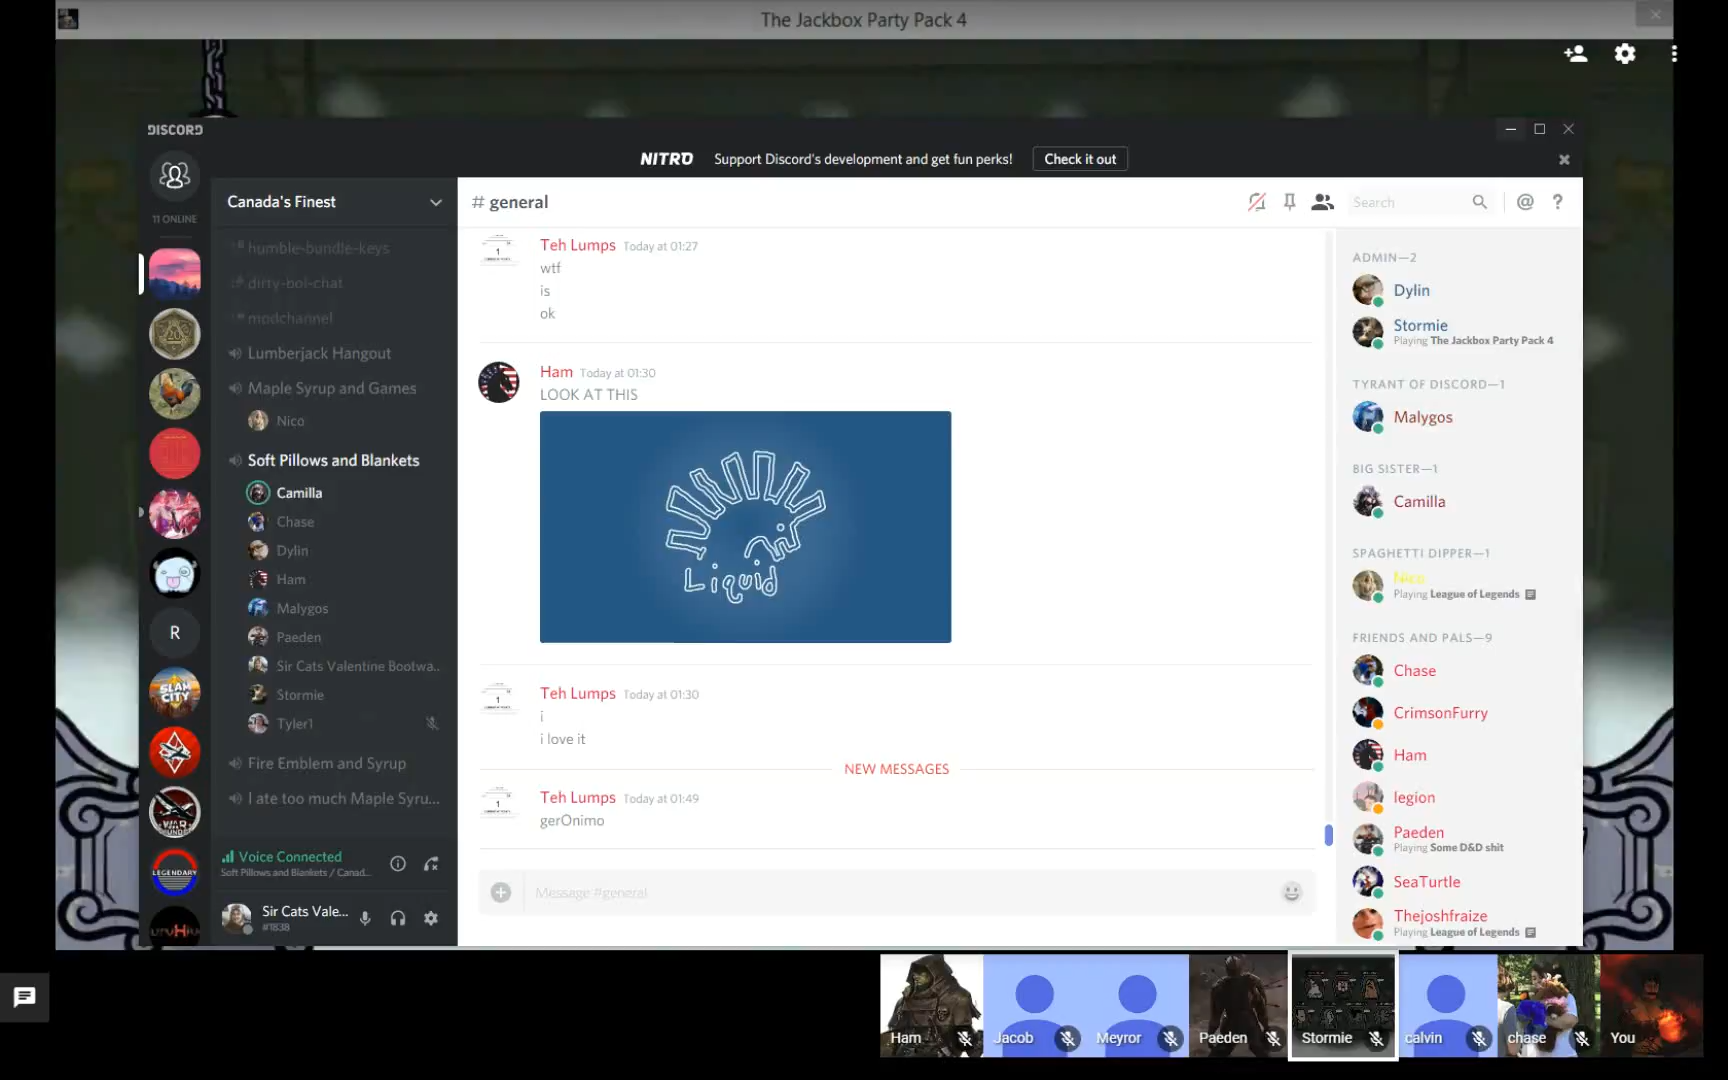 The Jackbox Party Pack 4
DISCORD
NITRO Support Discord's development and get fun perks! Check it out
11 ONLINE
Canada's Finest
humble-bundle-keys
dirty-boi-chat
modchannel
Lumberjack Hangout
Maple Syrup and Games
Nico
Soft Pillows and Blankets
Camilla
Chase
Dylin
Ham
Malygos
Paeden
Sir Cats Valentine Bootwa...
Stormie
Tyler1
Fire Emblem and Syrup
I ate too much Maple Syru...
Voice Connected
Soft Pillows and Blankets / Canad...
Sir Cats Vale...
#1838
R
SLAM CITY
WAR THUNDER
LEGENDARY
# general
Search
@ ?
Teh Lumps Today at 01:27
wtf
is
ok
Ham Today at 01:30
LOOK AT THIS
Liquid
Teh Lumps Today at 01:30
i
i love it
NEW MESSAGES
Teh Lumps Today at 01:49
gerOnimo
Message #general
ADMIN—2
Dylin
Stormie
Playing The Jackbox Party Pack 4
TYRANT OF DISCORD—1
Malygos
BIG SISTER—1
Camilla
SPAGHETTI DIPPER—1
Nico
Playing League of Legends
FRIENDS AND PALS—9
Chase
CrimsonFurry
Ham
legion
Paeden
Playing Some D&D shit
SeaTurtle
Thejoshfraize
Playing League of Legends
Ham
Jacob
Meyror
Paeden
Stormie
calvin
chase
You